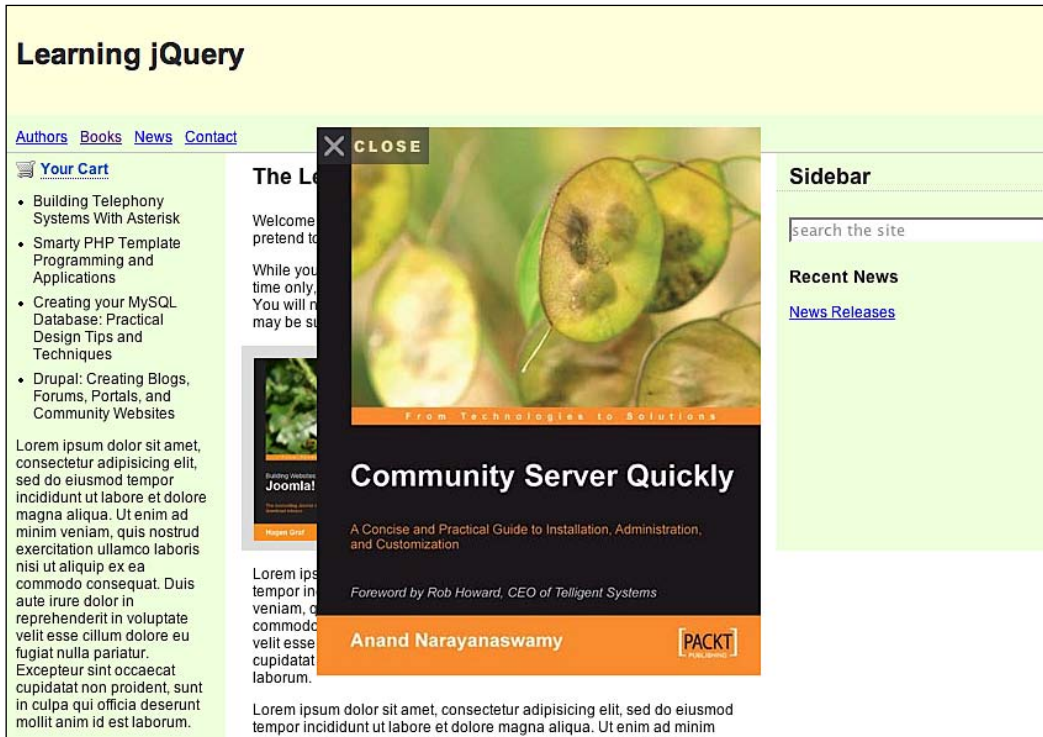 Learning jQuery
Authors Books News Contact
Your Cart
Building Telephony
Systems With Asterisk
Smarty PHP Template
Programming and
Applications
Creating your MySQL
Database: Practical
Design Tips and
Techniques
Drupal: Creating Blogs,
Forums, Portals, and
Community Websites
Lorem ipsum dolor sit amet,
consectetur adipisicing elit,
sed do eiusmod tempor
incididunt ut labore et dolore
magna aliqua. Ut enim ad
minim veniam, quis nostrud
exercitation ullamco laboris
nisi ut aliquip ex ea
commodo consequat. Duis
aute irure dolor in
reprehenderit in voluptate
velit esse cillum dolore eu
fugiat nulla pariatur.
Excepteur sint occaecat
cupidatat non proident, sunt
in culpa qui officia deserunt
mollit anim id est laborum.
The Le
Welcome
pretend to
While you
time only,
You will n
may be su
Building Websites
Joomla!
Hagen Graf
Lorem ips
tempor in
veniam, q
commodo
velit esse
cupidatat
laborum.
Lorem ipsum dolor sit amet, consectetur adipisicing elit, sed do eiusmod
tempor incididunt ut labore et dolore magna aliqua. Ut enim ad minim
CLOSE
From Technologies to Solutions
Community Server Quickly
A Concise and Practical Guide to Installation, Administration,
and Customization
Foreword by Rob Howard, CEO of Telligent Systems
Anand Narayanaswamy
PACKT
PUBLISHING
Sidebar
search the site
Recent News
News Releases